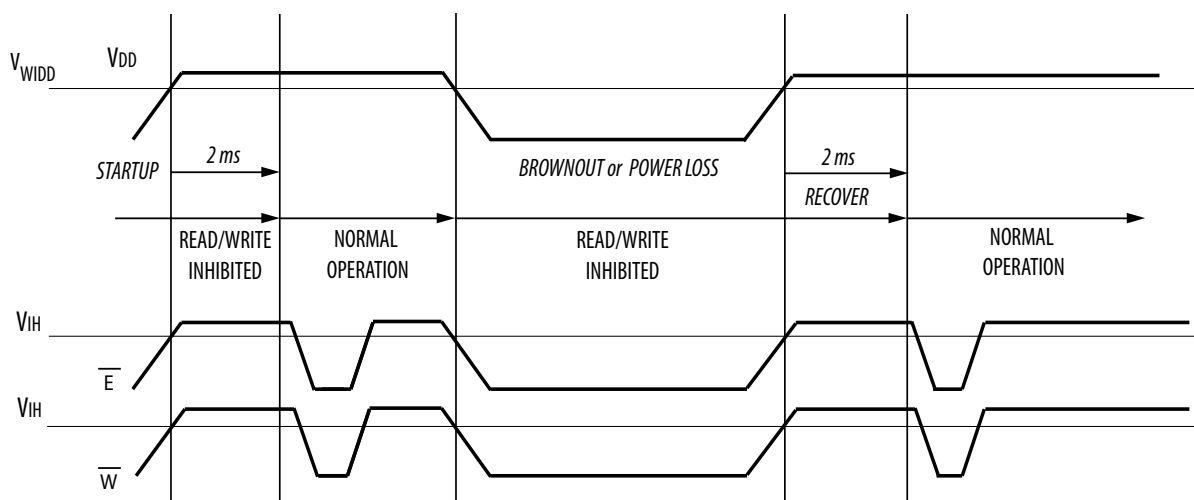 VWIDD VDD
STARTUP 2 ms BROWNOUT or POWER LOSS 2 ms
RECOVER
READ/WRITE
INHIBITED
NORMAL
OPERATION
READ/WRITE
INHIBITED
NORMAL
OPERATION
VIH
E
VIH
W